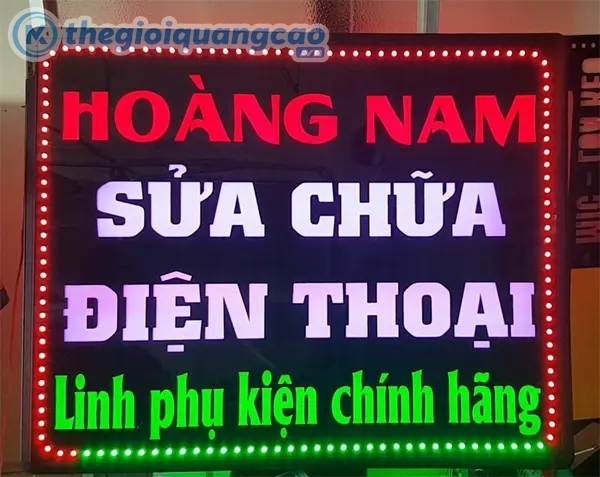 thegioiquangcao
HOÀNG NAM
SỬA CHỮA
ĐIỆN THOẠI
Linh phụ kiện chính hãng